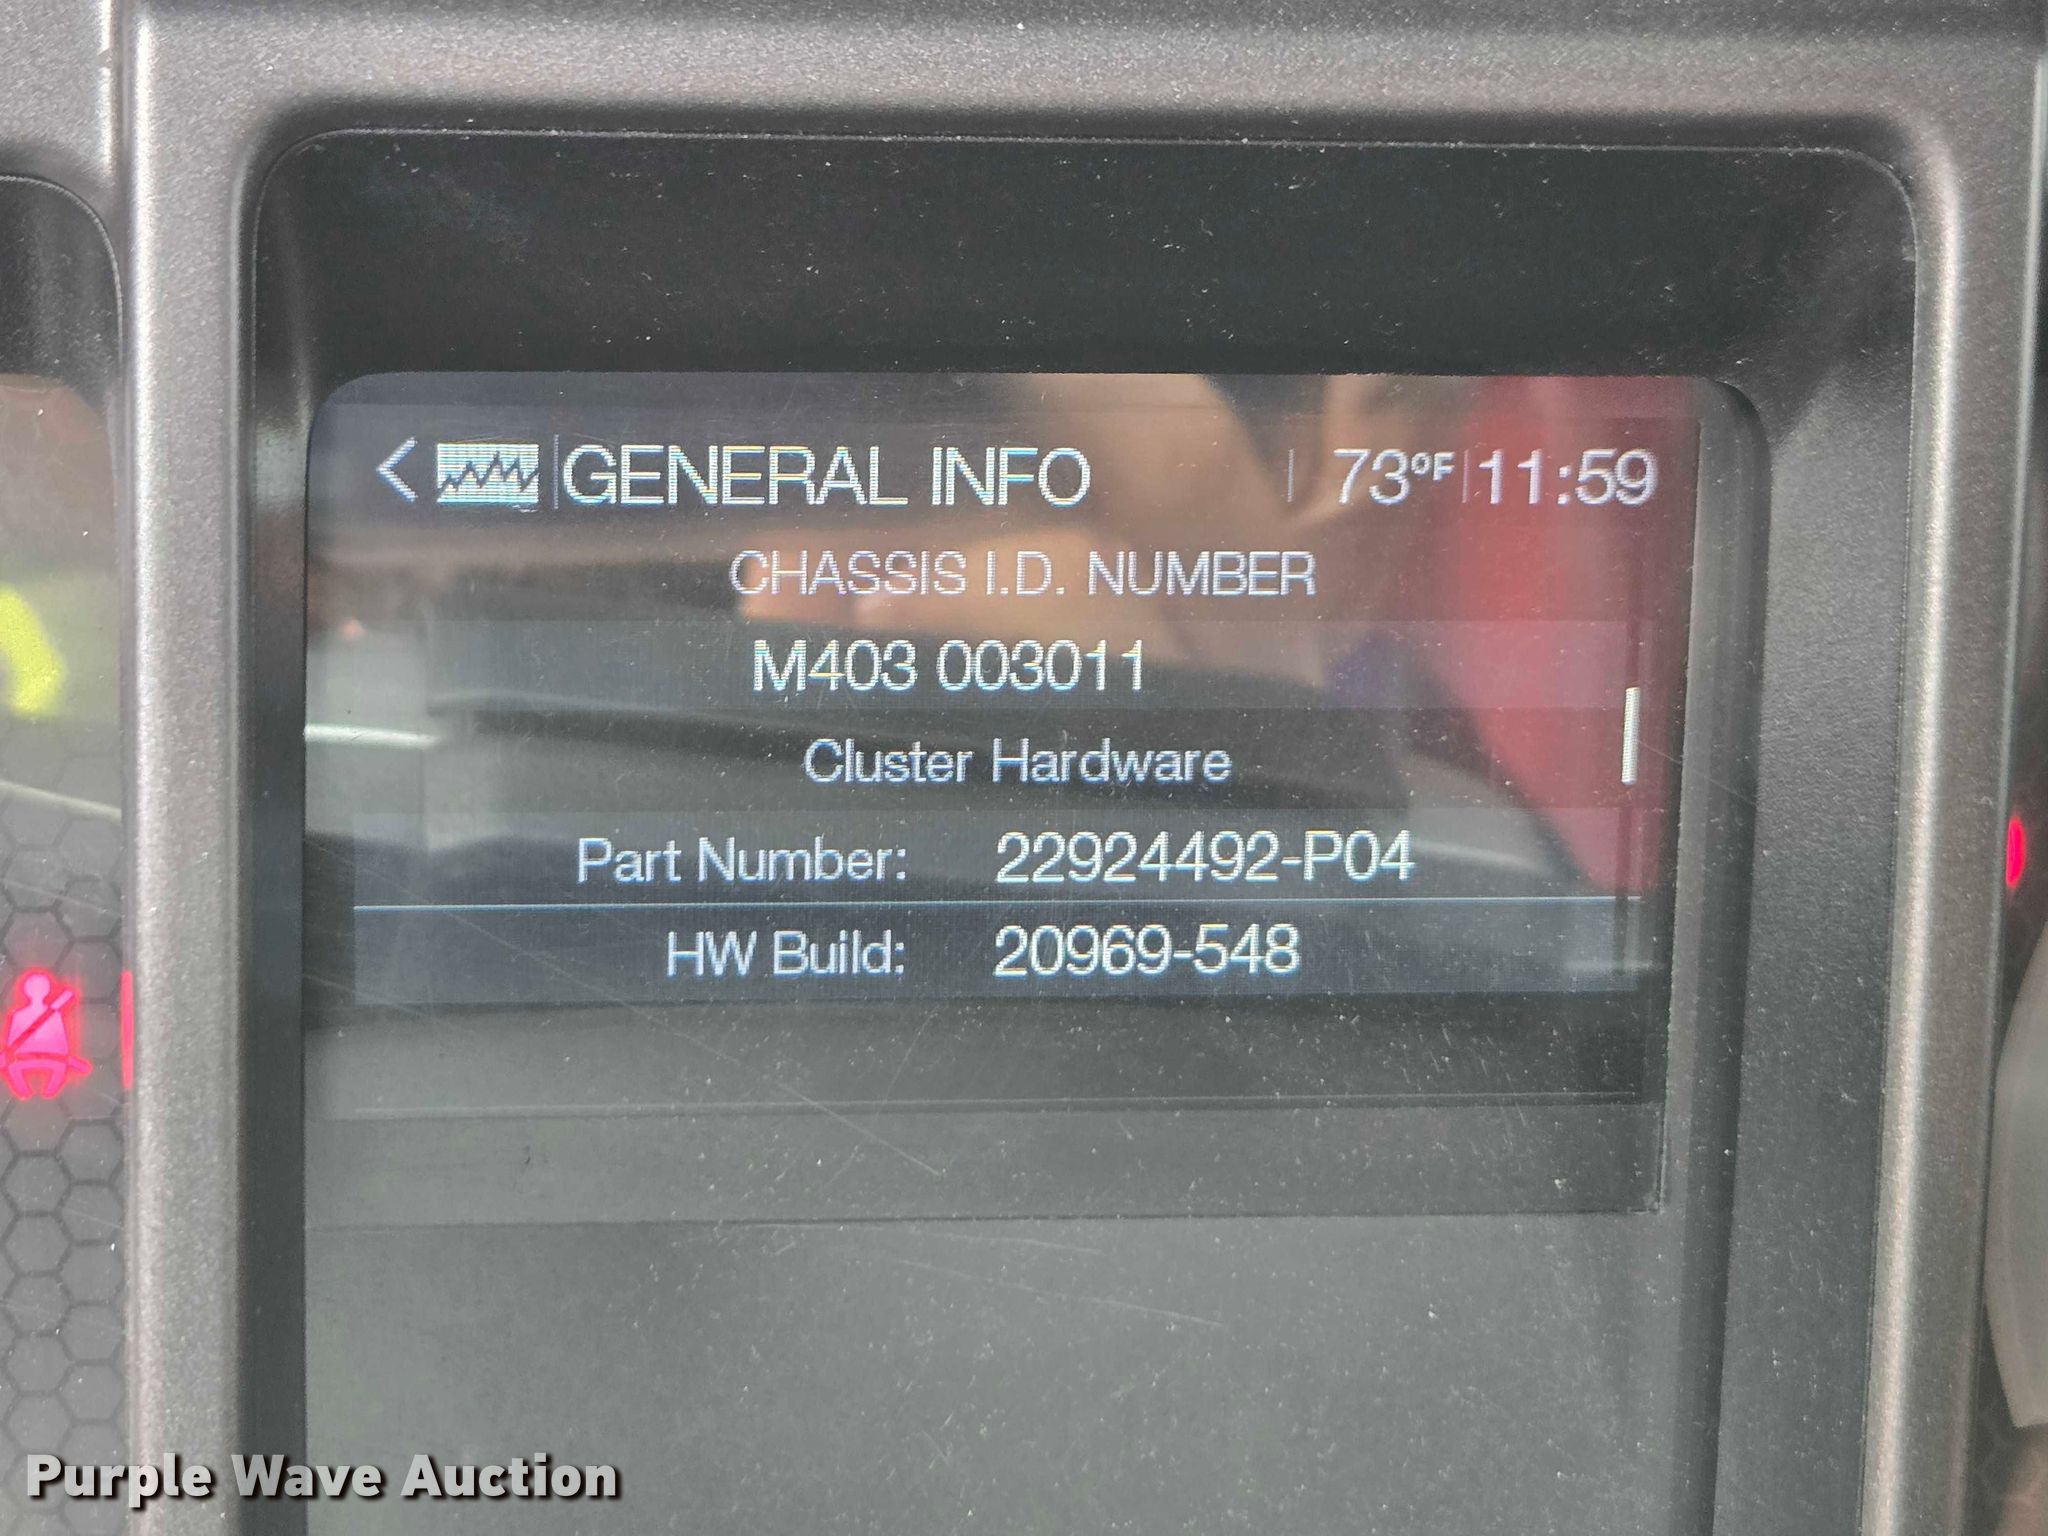 GENERAL INFO 73°F 11:59
CHASSIS I.D. NUMBER
M403 003011
Cluster Hardware
Part Number: 22924492-P04
HW Build: 20969-548
Purple Wave Auction